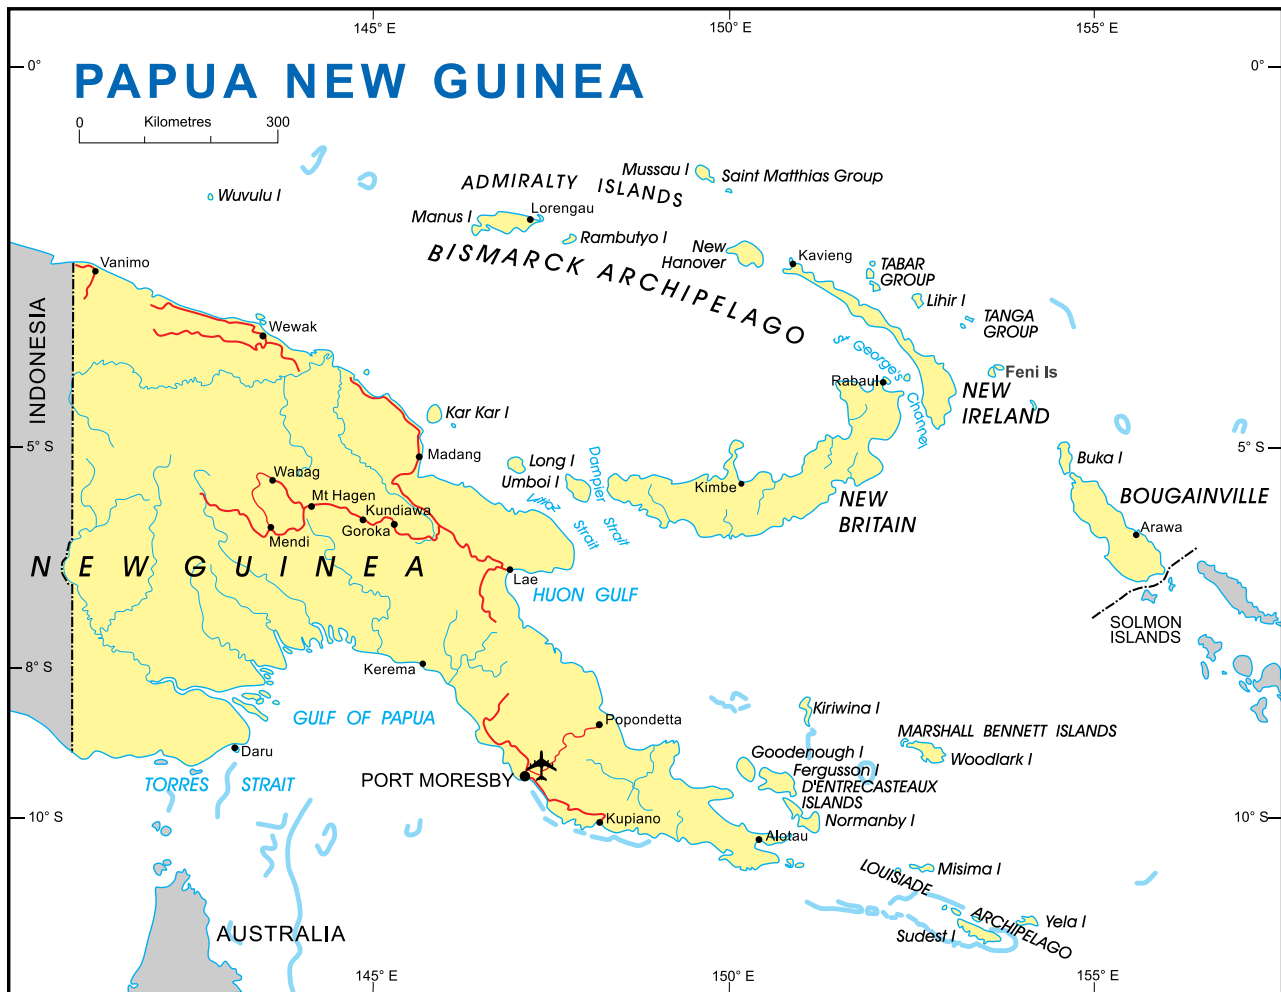 145° E
150° E
155° E
0°
0°
PAPUA NEW GUINEA
0
Kilometres
300
Mussau I
Saint Matthias Group
ADMIRALTY ISLANDS
Wuvulu I
Manus I
Lorengau
Rambutyo I
New
Hanover
BISMARCK ARCHIPELAGO
Kavieng
TABAR
GROUP
Lihir I
TANGA
GROUP
Vanimo
INDONESIA
Wewak
St George's
Channel
Rabaul
Feni Is
NEW
IRELAND
Kar Kar I
5° S
5° S
Madang
Long I
Umboi I
Dampier
Strait
Vitiaz
Strait
Buka I
Wabag
Mt Hagen
Kundiawa
Goroka
Mendi
Kimbe
NEW
BRITAIN
BOUGAINVILLE
Arawa
NEW GUINEA
Lae
HUON GULF
SOLMON
ISLANDS
8° S
Kerema
GULF OF PAPUA
Popondetta
Kiriwina I
MARSHALL BENNETT ISLANDS
Woodlark I
Daru
TORRES STRAIT
PORT MORESBY
Goodenough I
Fergusson I
D'ENTRECASTEAUX
ISLANDS
Normanby I
10° S
10° S
Kupiano
Alotau
Misima I
LOUISIADE
ARCHIPELAGO
Yela I
Sudest I
AUSTRALIA
145° E
150° E
155° E